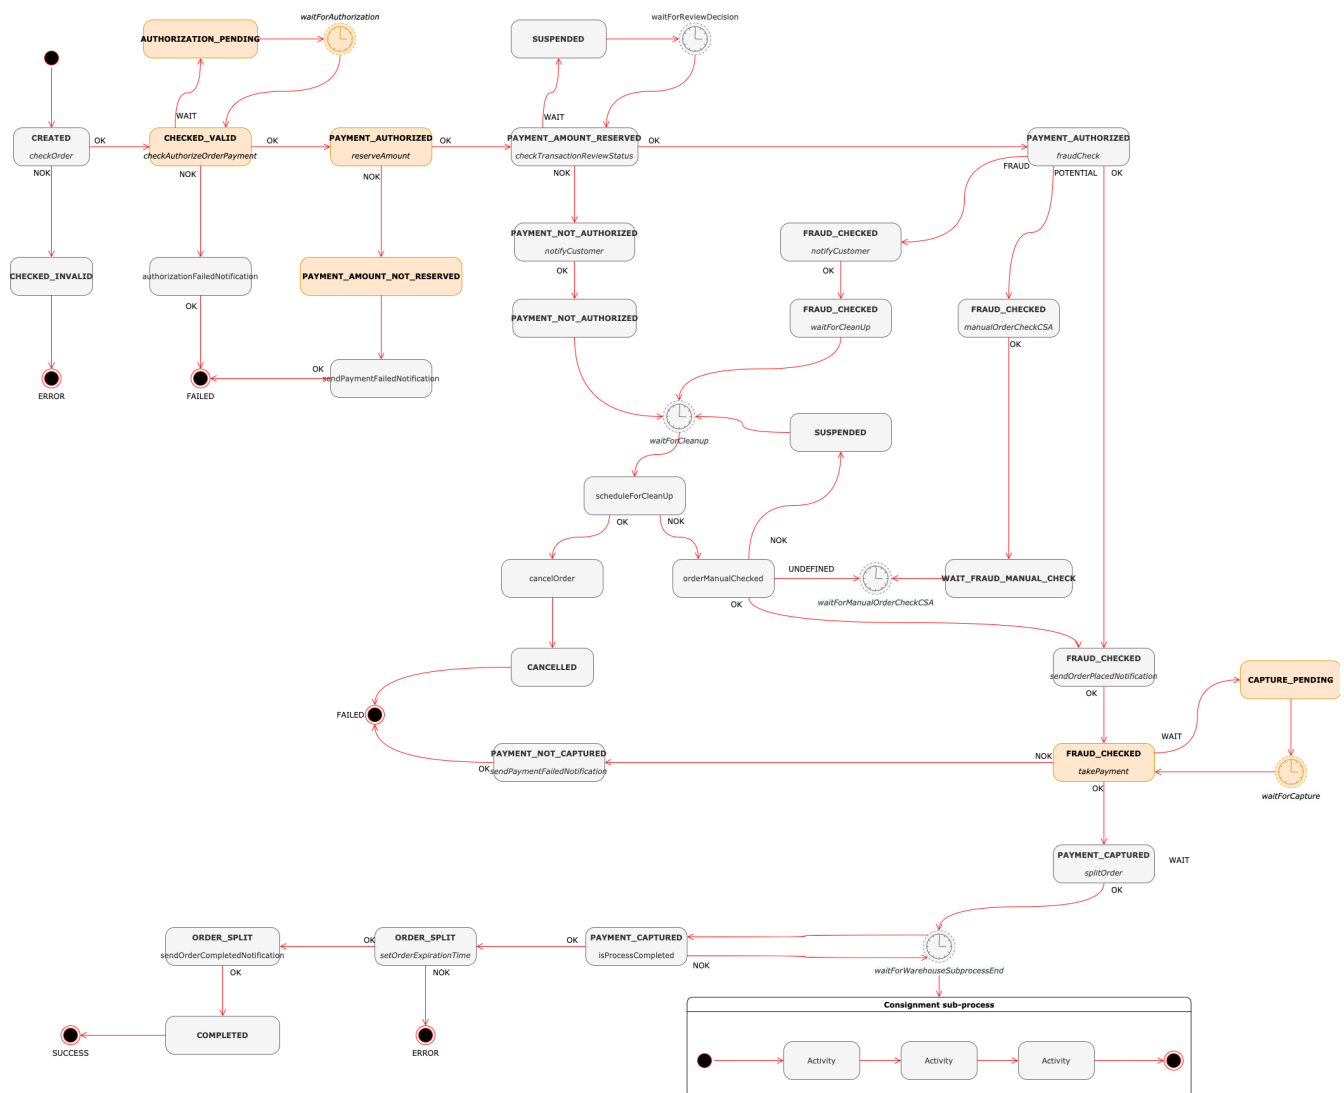 waitForAuthorization
waitForReviewDecision
AUTHORIZATION_PENDING
SUSPENDED
WAIT
WAIT
CREATED
checkOrder
OK
CHECKED_VALID
checkAuthorizeOrderPayment
OK
PAYMENT_AUTHORIZED
reserveAmount
OK
PAYMENT_AMOUNT_RESERVED
checkTransactionReviewStatus
OK
PAYMENT_AUTHORIZED
fraudCheck
NOK
NOK
NOK
NOK
FRAUD
POTENTIAL
OK
PAYMENT_NOT_AUTHORIZED
notifyCustomer
OK
FRAUD_CHECKED
notifyCustomer
OK
CHECKED_INVALID
authorizationFailedNotification
OK
PAYMENT_AMOUNT_NOT_RESERVED
PAYMENT_NOT_AUTHORIZED
FRAUD_CHECKED
waitForCleanUp
FRAUD_CHECKED
manualOrderCheckCSA
OK
ERROR
FAILED
OK
sendPaymentFailedNotification
waitForCleanup
SUSPENDED
scheduleForCleanUp
OK
NOK
NOK
cancelOrder
orderManualChecked
UNDEFINED
OK
waitForManualOrderCheckCSA
WAIT_FRAUD_MANUAL_CHECK
CANCELLED
FRAUD_CHECKED
sendOrderPlacedNotification
OK
CAPTURE_PENDING
FAILED
WAIT
PAYMENT_NOT_CAPTURED
sendPaymentFailedNotification
OK
NOK
FRAUD_CHECKED
takePayment
OK
waitForCapture
PAYMENT_CAPTURED
splitOrder
OK
WAIT
ORDER_SPLIT
sendOrderCompletedNotification
OK
OK
ORDER_SPLIT
setOrderExpirationTime
NOK
OK
PAYMENT_CAPTURED
isProcessCompleted
NOK
waitForWarehouseSubprocessEnd
Consignment sub-process
COMPLETED
SUCCESS
ERROR
Activity
Activity
Activity